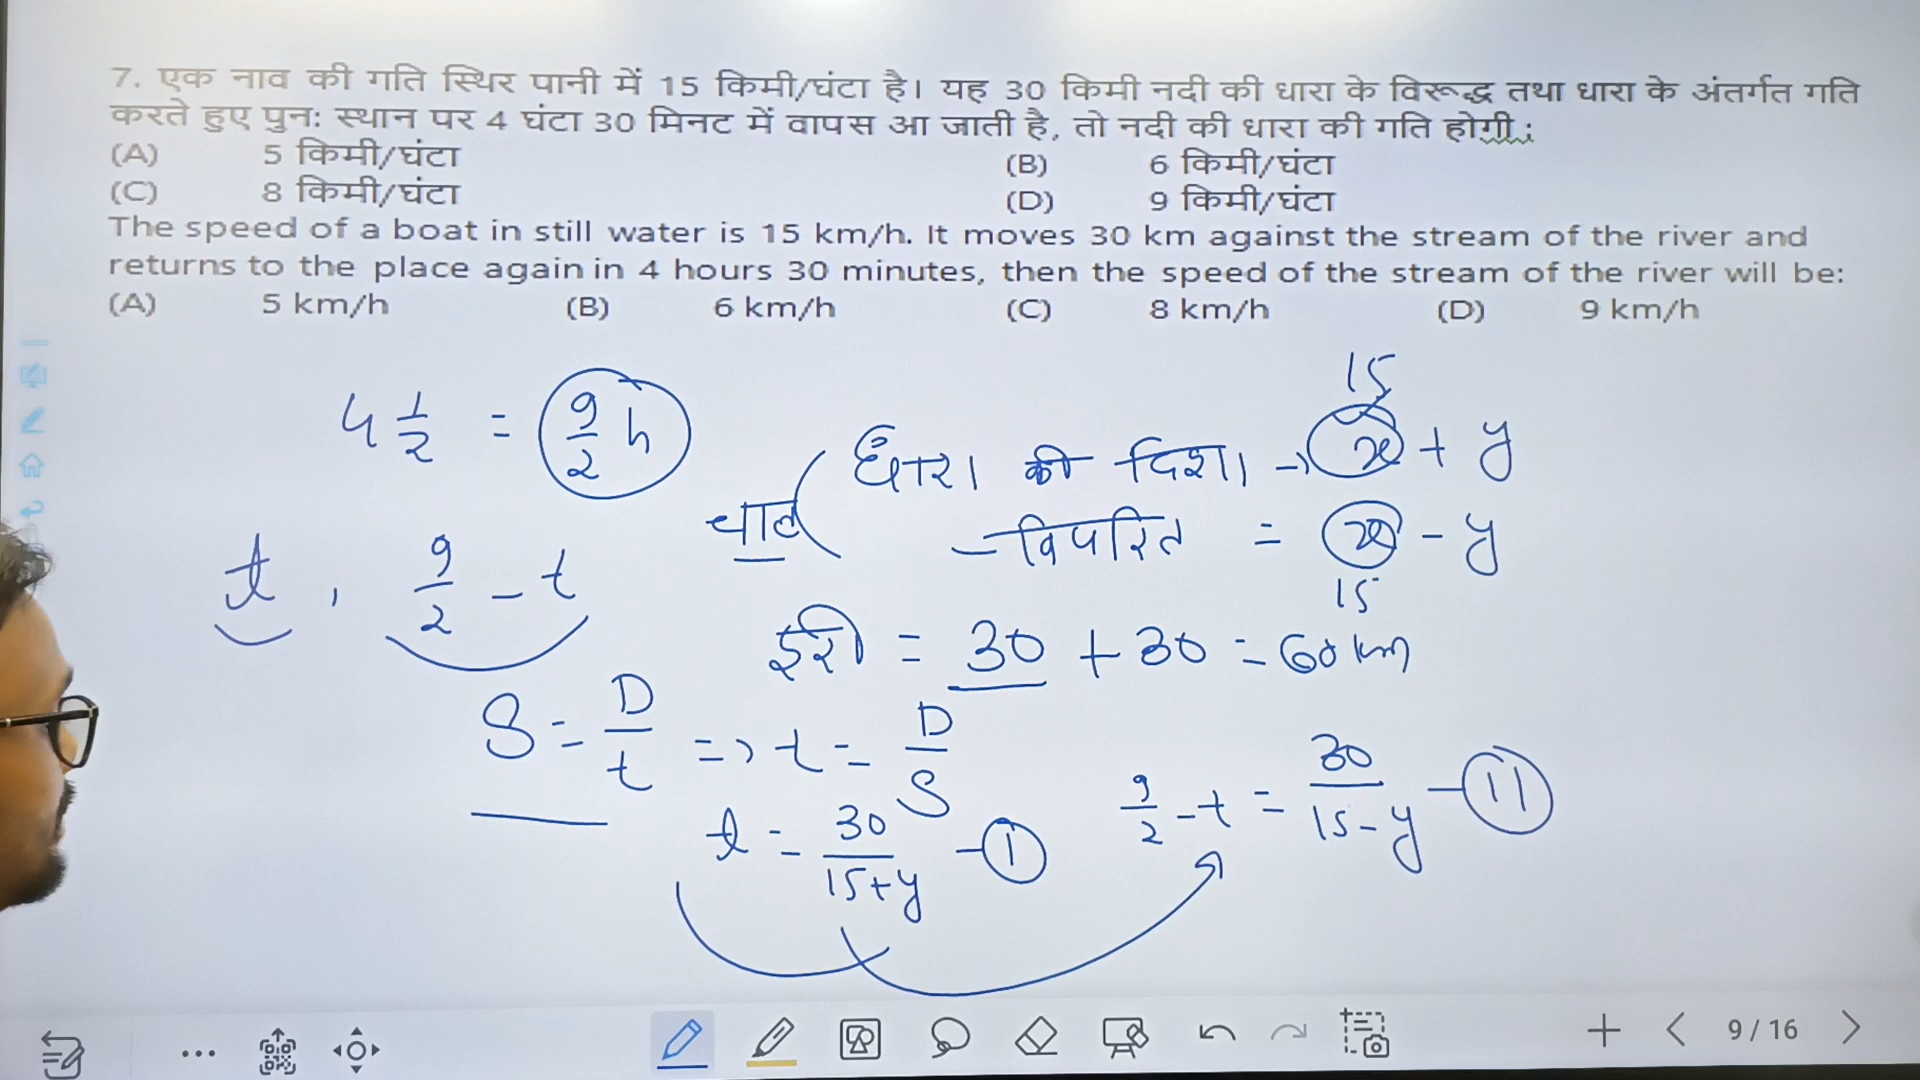 7. एक नाव की गति स्थिर पानी में 15 किमी/घंटा है। यह 30 किमी नदी की धारा के विरूद्ध तथा धारा के अंतर्गत गति
करते हुए पुनः स्थान पर 4 घंटा 30 मिनट में वापस आ जाती है, तो नदी की धारा की गति होगी :
(A) 5 किमी/घंटा (B) 6 किमी/घंटा
(C) 8 किमी/घंटा (D) 9 किमी/घंटा
The speed of a boat in still water is 15 km/h. It moves 30 km against the stream of the river and
returns to the place again in 4 hours 30 minutes, then the speed of the stream of the river will be:
(A) 5 km/h (B) 6 km/h (C) 8 km/h (D) 9 km/h
4 1/2 = 9/2 h
15
चाल ( धारा की दिशा → x + y
विपरित = x - y
15
t , 9/2 - t
दूरी = 30 + 30 = 60 km
S = D/t => t = D/S
t = 30/15+y - 1
9/2 - t = 30/15-y - 11
9 / 16